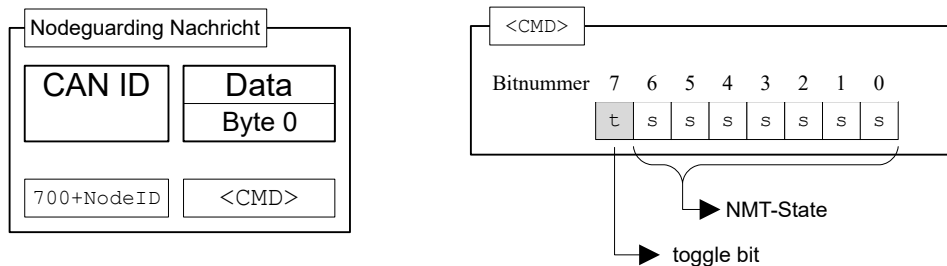 Nodeguarding Nachricht
CAN ID
Data
Byte 0
700+NodeID
<CMD>
<CMD>
Bitnummer 7 6 5 4 3 2 1 0
t s s s s s s s
NMT-State
toggle bit